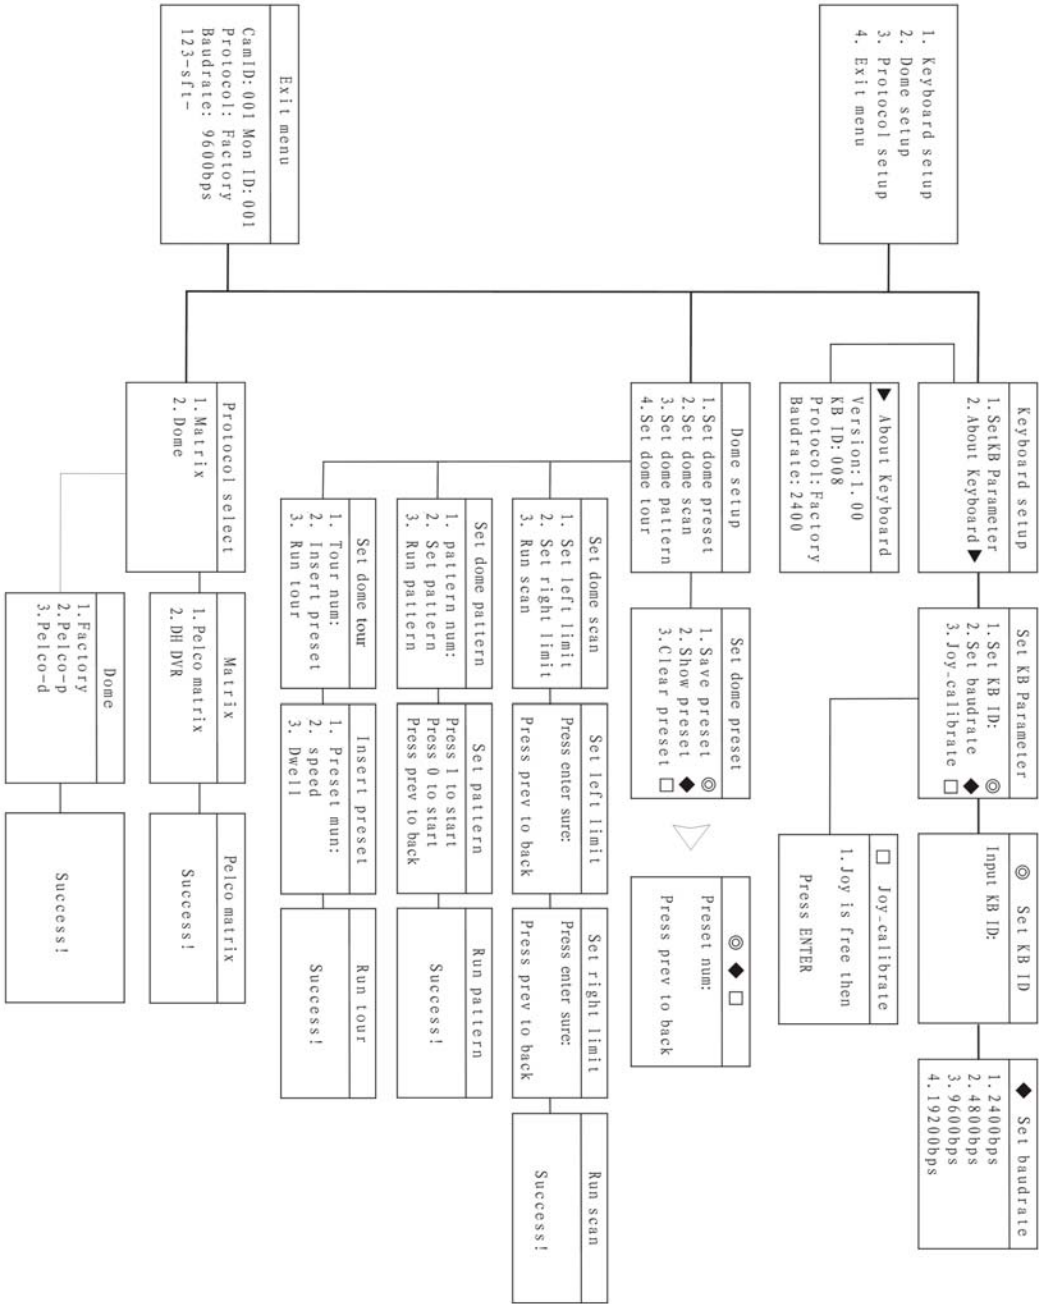 1. Keyboard setup
2. Dome setup
3. Protocol setup
4. Exit menu
Exit menu
CamID:001 Mon ID:001
Protocol: Factory
Baudrate: 9600bps
123-sft-
Keyboard setup
1.SetKB Parameter
2. About Keyboard ▼
▼ About Keyboard
Version:1.00
KB ID:008
Protocol:Factory
Baudrate:2400
Set KB Parameter
1. Set KB ID: ◎
2. Set baudrate ◆
3. Joy-calibrate □
◎ Set KB ID
Input KB ID:
◆ Set baudrate
1.2400bps
2.4800bps
3.9600bps
4.19200bps
□ Joy-calibrate
1.Joy is free then
Press ENTER
Dome setup
1.Set dome preset
2.Set dome scan
3.Set dome pattern
4.Set dome tour
Set dome preset
1.Save preset ◎
2.Show preset ◆
3.Clear preset □
◎ ◆ □
Preset num:
Press prev to back
Set dome scan
1. Set left limit
2. Set right limit
3. Run scan
Set left limit
Press enter sure:
Press prev to back
Set right limit
Press enter sure:
Press prev to back
Run scan
Success!
Set dome pattern
1. pattern num:
2. Set pattern
3. Run pattern
Set pattern
Press 1 to start
Press 0 to start
Press prev to back
Run pattern
Success!
Set dome tour
1. Tour num:
2. Insert preset
3. Run tour
Insert preset
1. Preset mun:
2. speed
3. Dwell
Run tour
Success!
Protocol select
1.Matrix
2. Dome
Matrix
1. Pelco matrix
2. DH DVR
Pelco matrix
Success!
Dome
1.Factory
2.Pelco-p
3.Pelco-d
Success!